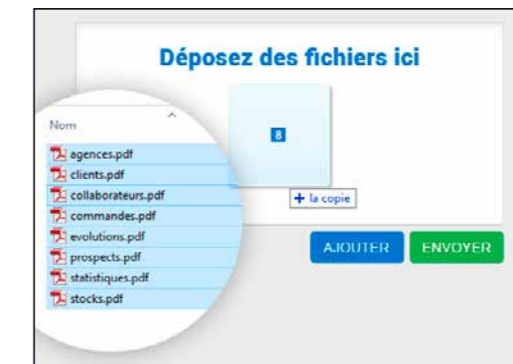 Déposez des fichiers ici
Nom
agences.pdf
clients.pdf
collaborateurs.pdf
commandes.pdf
evolutions.pdf
prospects.pdf
statistiques.pdf
stocks.pdf
8
+ la copie
AJOUTER
ENVOYER